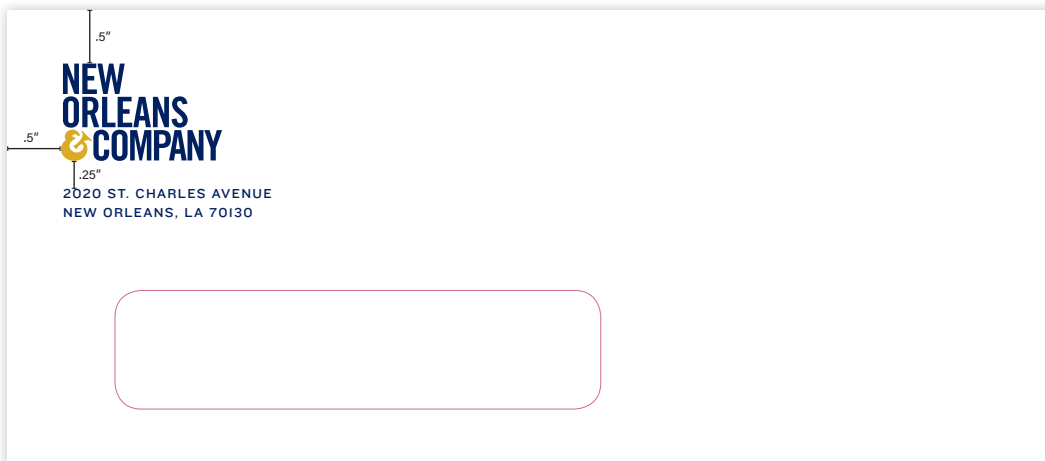 .5″
NEW
ORLEANS
& COMPANY
.5″
.25″
2020 ST. CHARLES AVENUE
NEW ORLEANS, LA 70130